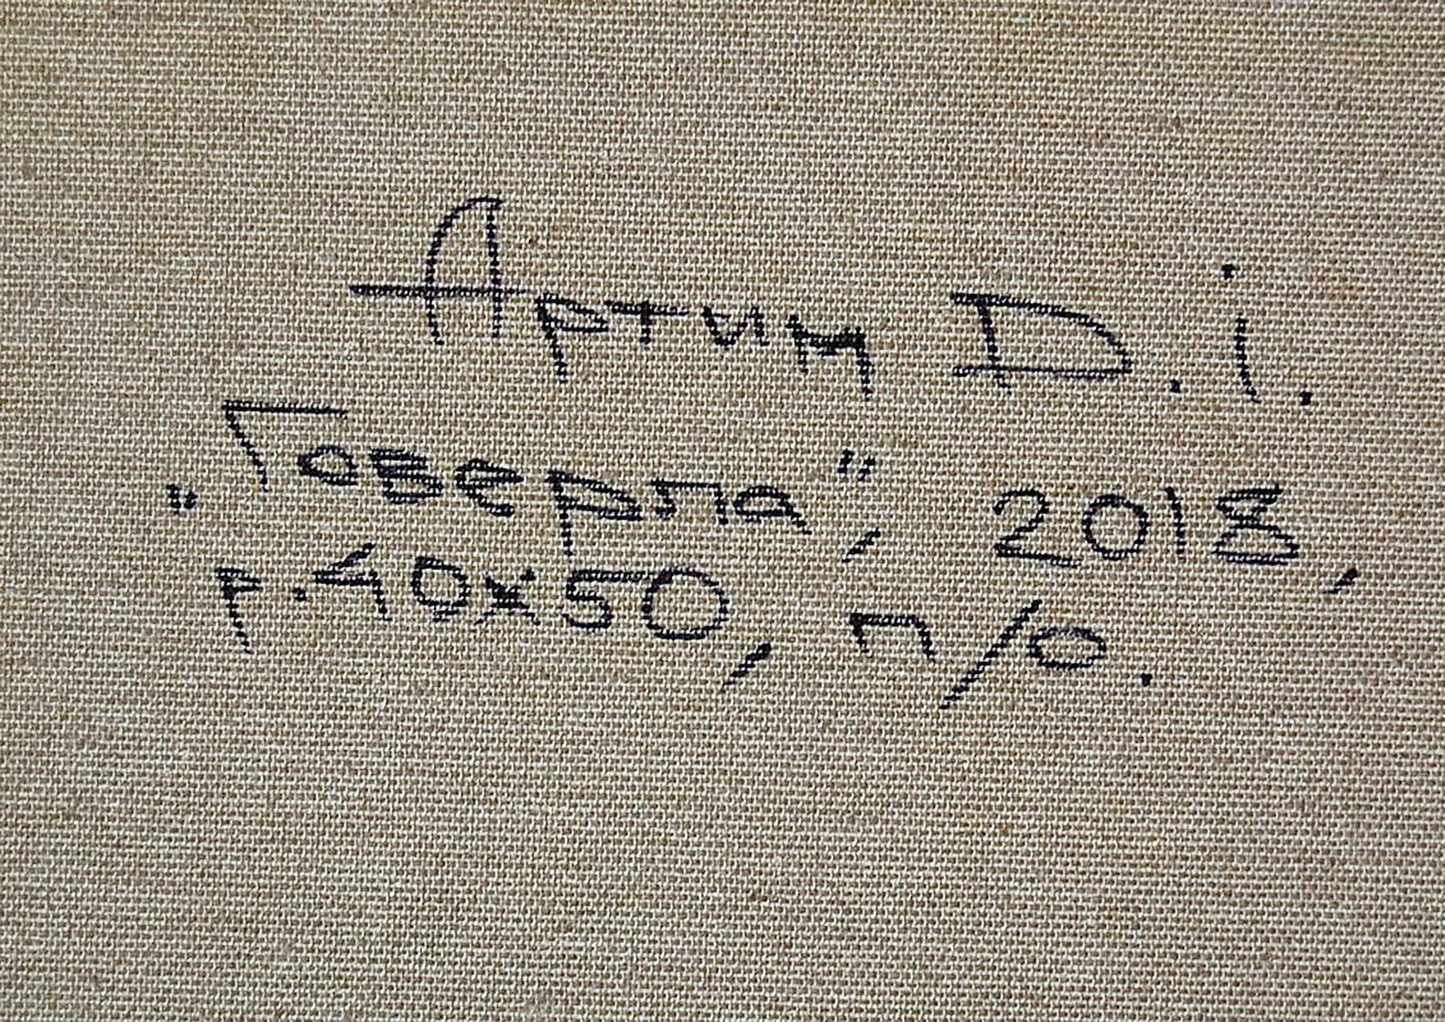 Артим D. i.
„Говерла", 2018,
р. 40x50, п/о.